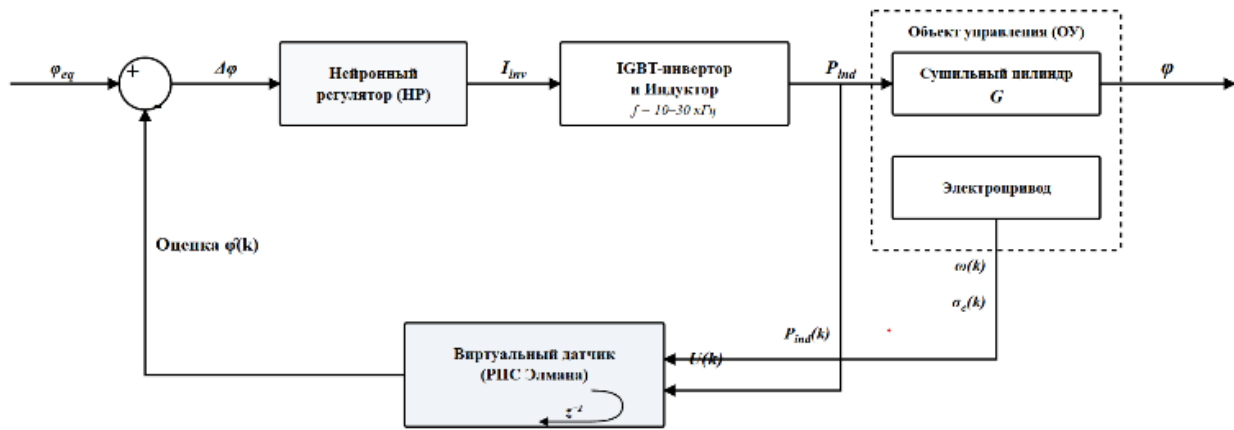 Объект управления (ОУ)
φeq
+
-
Δφ
Нейронный
регулятор (НР)
Iinv
IGBT-инвертор
и Индуктор
f – 10–30 кГц
Pind
Сушильный цилиндр
G
φ
Электропривод
Оценка φ̂(k)
ω(k)
σc(k)
Pind(k)
U(k)
Виртуальный датчик
(РНС Элмана)
z⁻¹